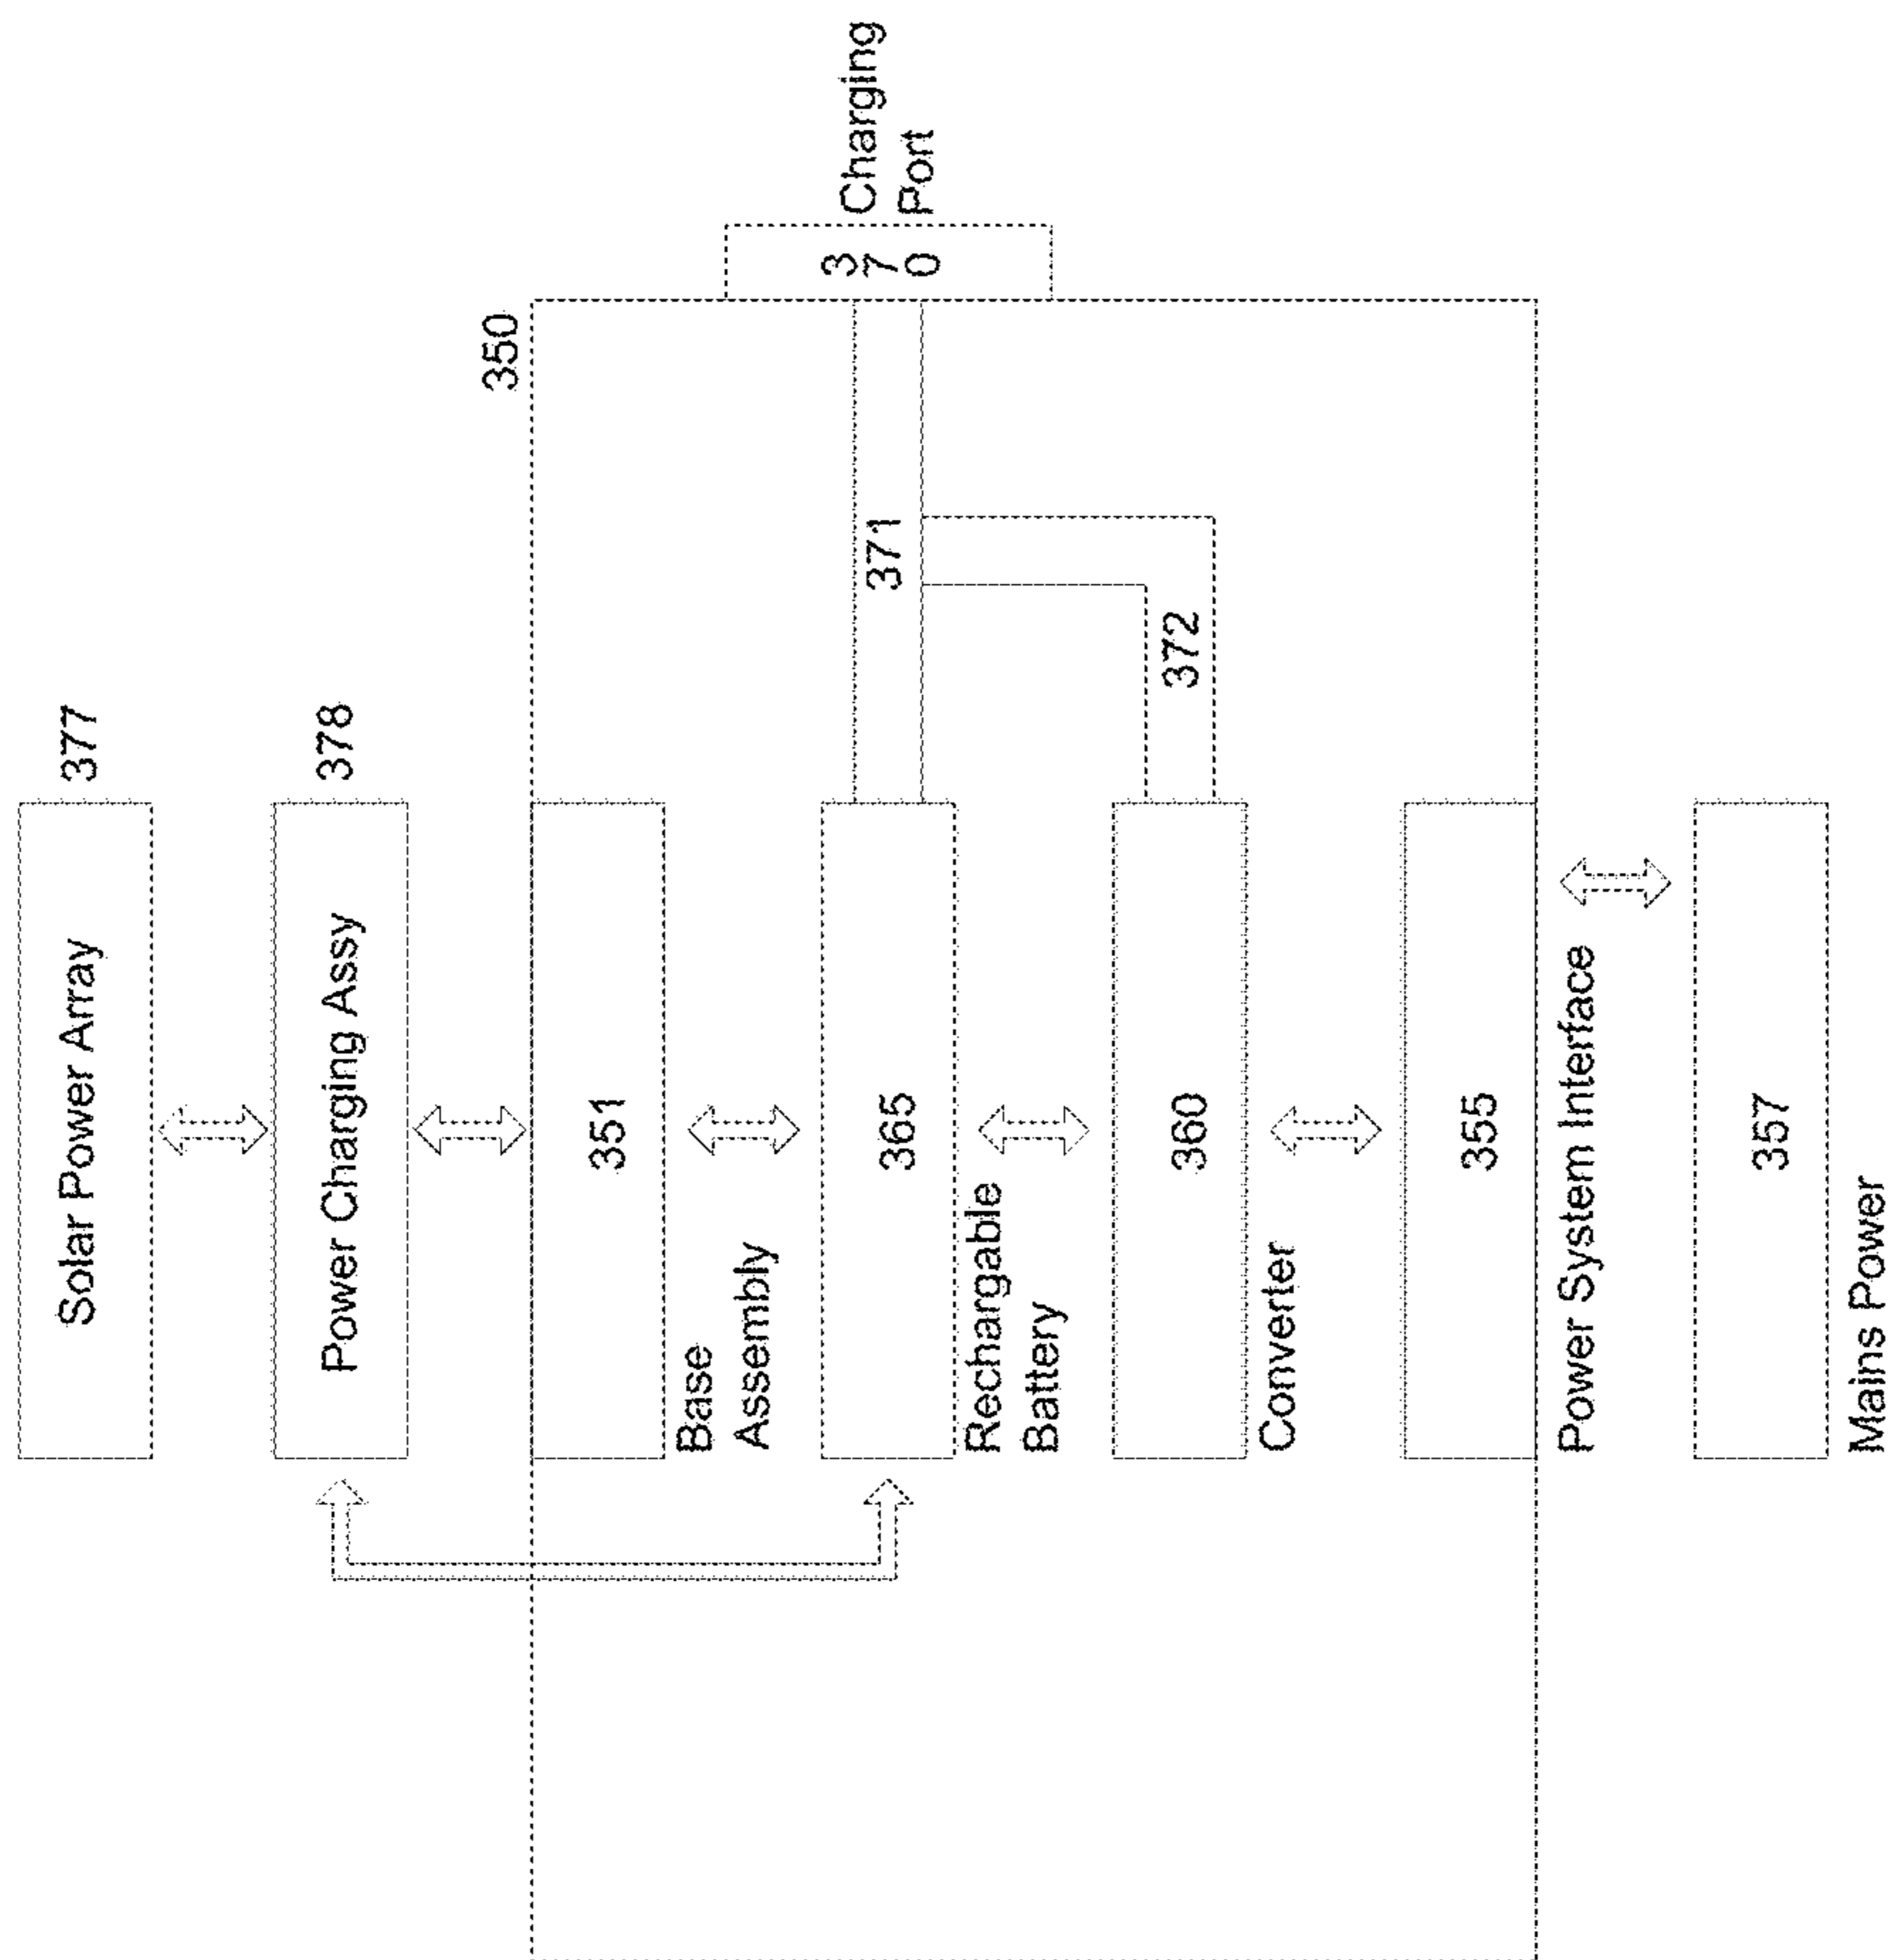 Solar Power Array
377
Power Charging Assy
378
350
351
Base
Assembly
365
Rechargable
Battery
371
370
Charging
Port
360
Converter
372
355
Power System Interface
357
Mains Power